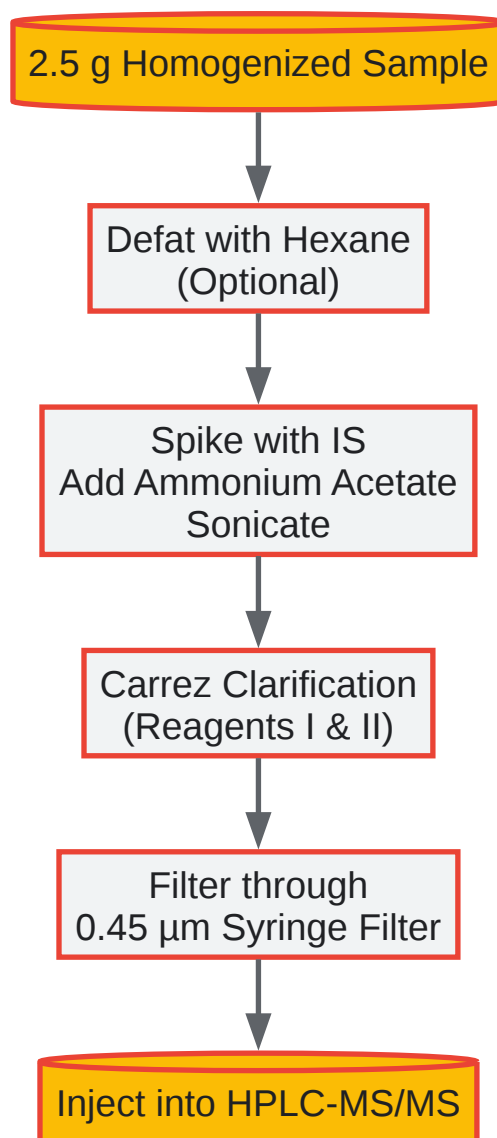 2.5 g Homogenized Sample
Defat with Hexane
(Optional)
Spike with IS
Add Ammonium Acetate
Sonicate
Carrez Clarification
(Reagents I & II)
Filter through
0.45 µm Syringe Filter
Inject into HPLC-MS/MS